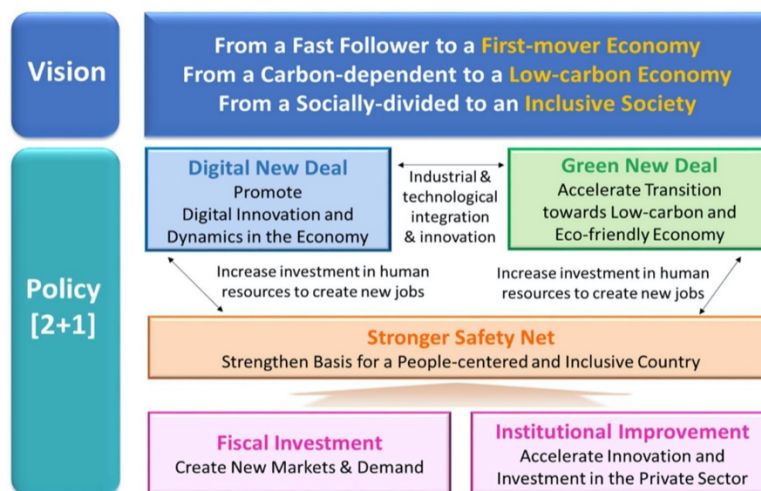 Vision
From a Fast Follower to a First-mover Economy
From a Carbon-dependent to a Low-carbon Economy
From a Socially-divided to an Inclusive Society
Policy
[2+1]
Digital New Deal
Promote
Digital Innovation and
Dynamics in the Economy
Industrial &
technological
integration
& innovation
Green New Deal
Accelerate Transition
towards Low-carbon and
Eco-friendly Economy
Increase investment in human
resources to create new jobs
Increase investment in human
resources to create new jobs
Stronger Safety Net
Strengthen Basis for a People-centered and Inclusive Country
Fiscal Investment
Create New Markets & Demand
Institutional Improvement
Accelerate Innovation and
Investment in the Private Sector